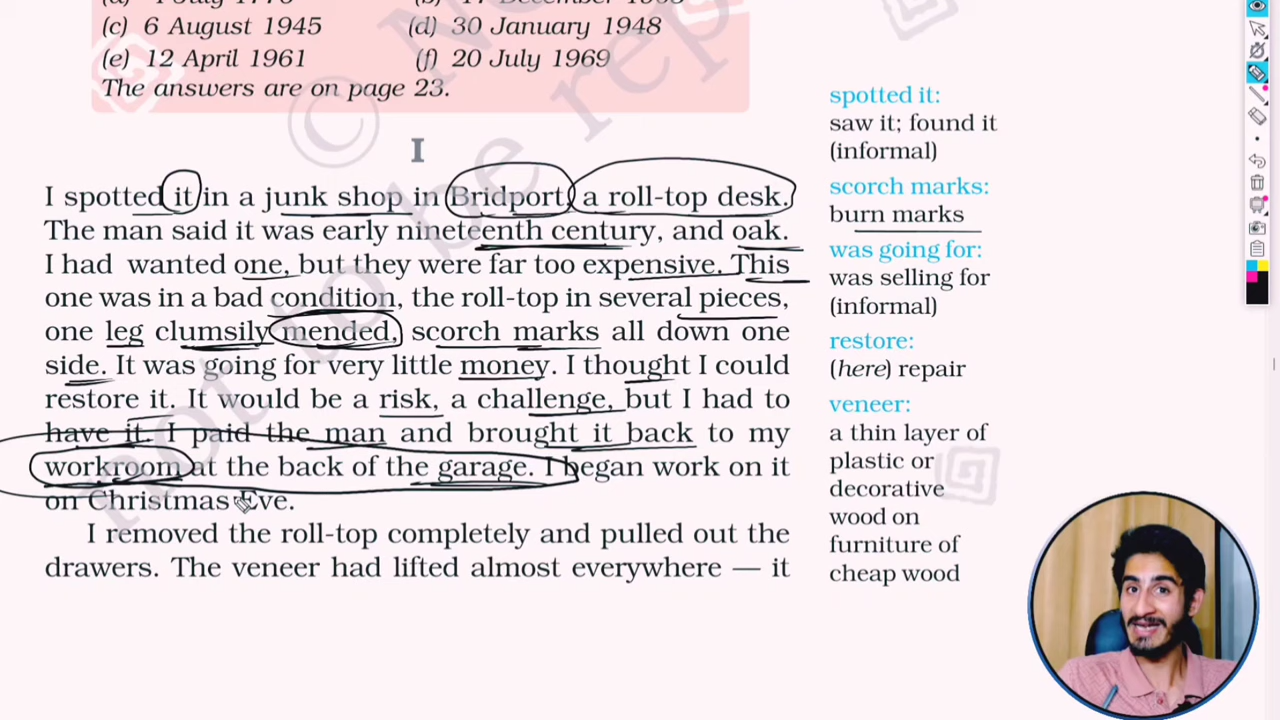 (c) 6 August 1945 (d) 30 January 1948
(e) 12 April 1961 (f) 20 July 1969
The answers are on page 23.
I
I spotted it in a junk shop in Bridport, a roll-top desk.
The man said it was early nineteenth century, and oak.
I had wanted one, but they were far too expensive. This
one was in a bad condition, the roll-top in several pieces,
one leg clumsily mended, scorch marks all down one
side. It was going for very little money. I thought I could
restore it. It would be a risk, a challenge, but I had to
have it. I paid the man and brought it back to my
workroom at the back of the garage. I began work on it
on Christmas Eve.
I removed the roll-top completely and pulled out the
drawers. The veneer had lifted almost everywhere — it
spotted it:
saw it; found it
(informal)
scorch marks:
burn marks
was going for:
was selling for
(informal)
restore:
(here) repair
veneer:
a thin layer of
plastic or
decorative
wood on
furniture of
cheap wood
not to be rep